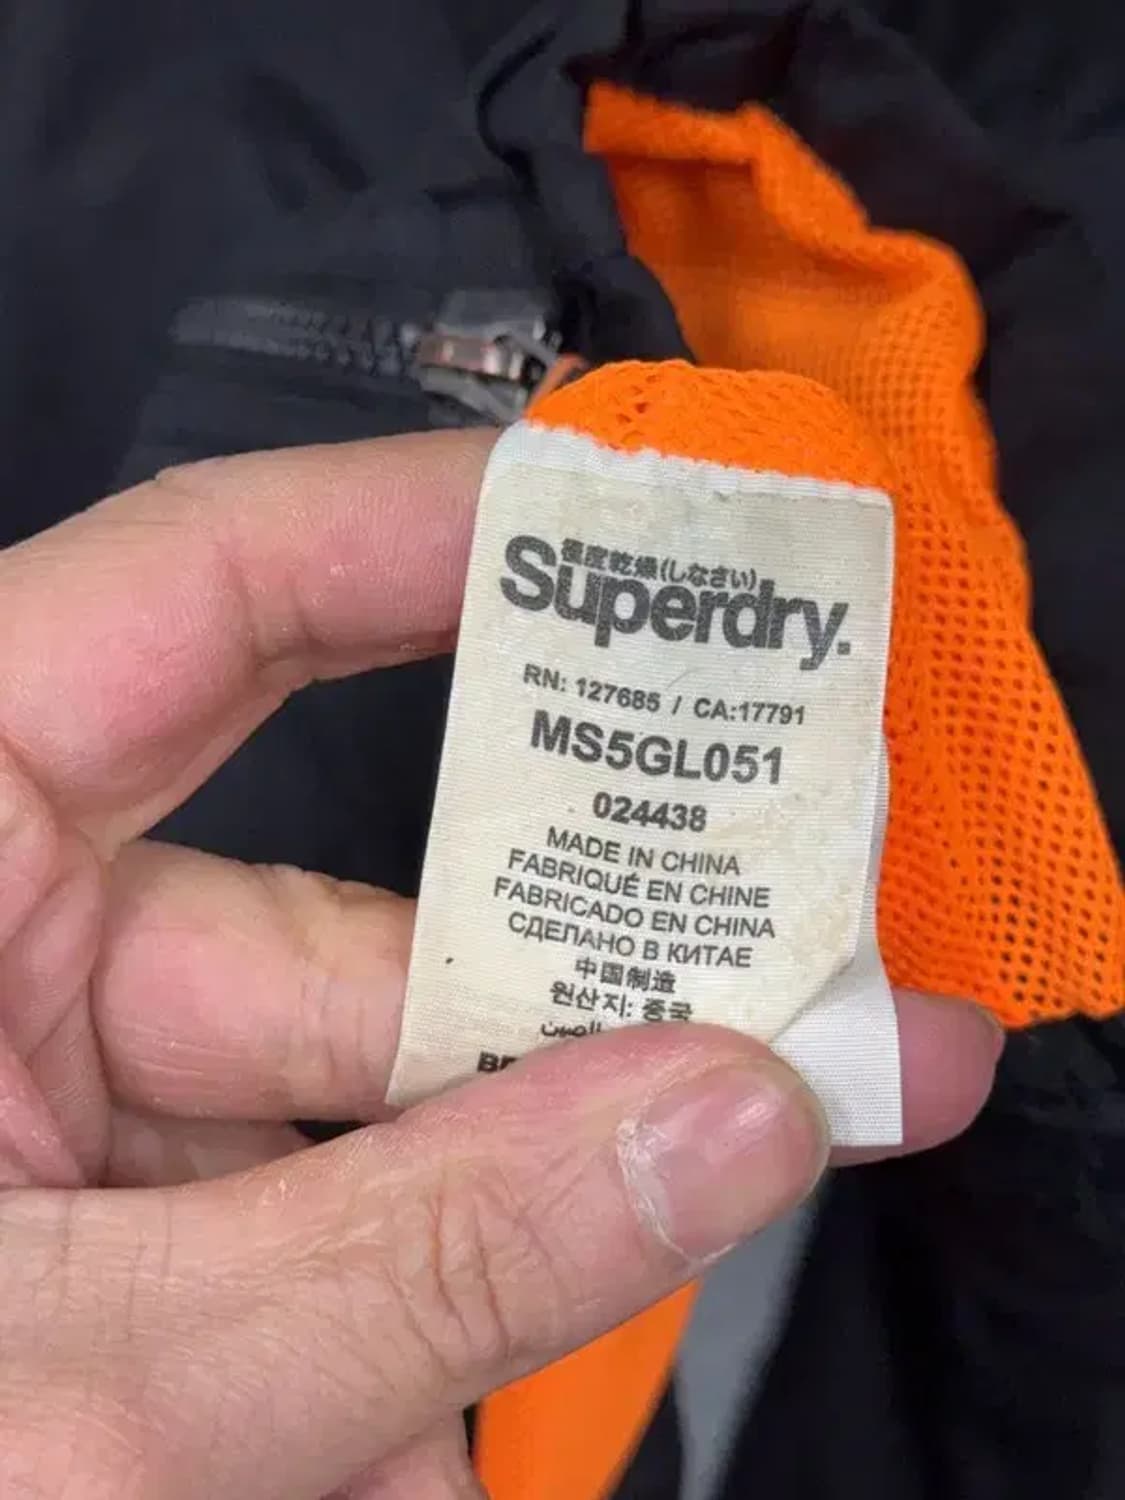 極度乾燥(しなさい)
Superdry.
RN: 127685 / CA:17791
MS5GL051
024438
MADE IN CHINA
FABRIQUÉ EN CHINE
FABRICADO EN CHINA
СДЕЛАНО В КИТАЕ
中国制造
원산지: 중국